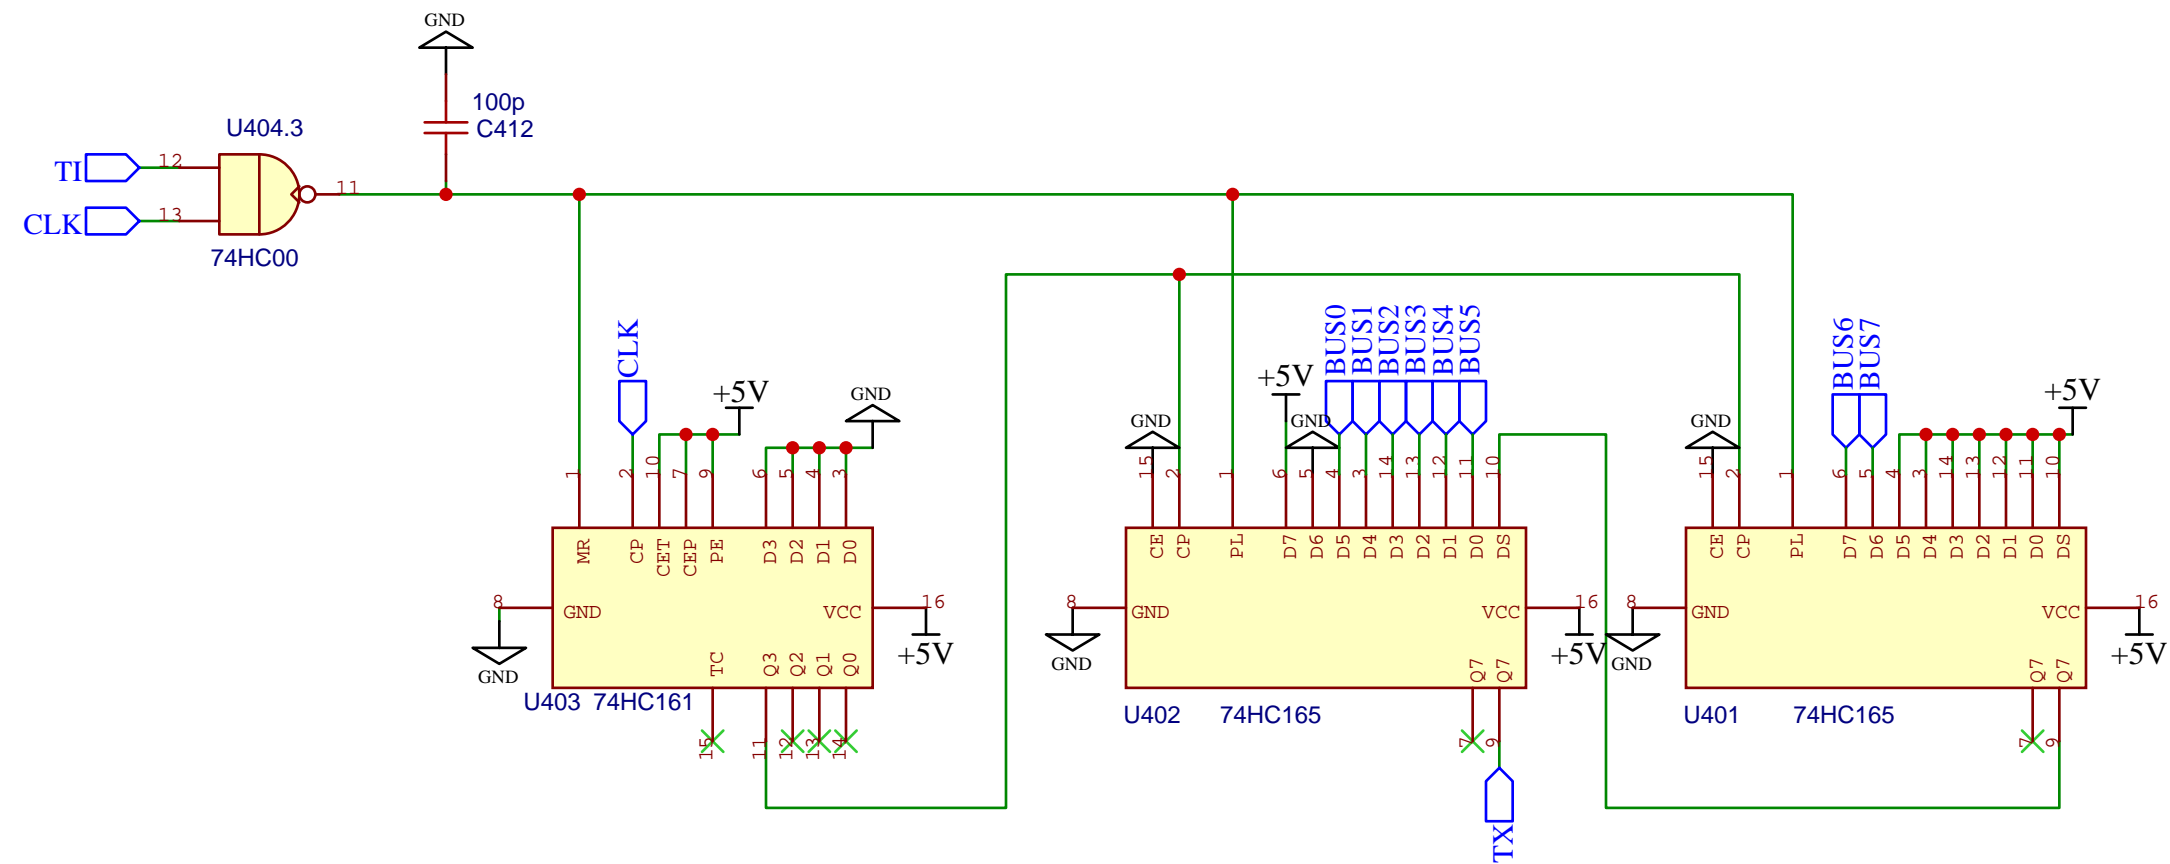 GND
100p
C412
U404.3
TI
12
11
CLK
13
74HC00
CLK
+5V
GND
1
2
10
7
9
6
5
4
3
MR
CP
CET
CEP
PE
D3
D2
D1
D0
8
GND
VCC
16
GND
+5V
TC
Q3
Q2
Q1
Q0
U403
74HC161
15
11
12
13
14
BUS0
BUS1
BUS2
BUS3
BUS4
BUS5
+5V
GND
GND
15
2
1
6
5
4
3
14
13
12
11
10
CE
CP
PL
D7
D6
D5
D4
D3
D2
D1
D0
DS
8
GND
VCC
16
GND
+5V
Q7
Q7
U402
74HC165
7
9
TX
BUS6
BUS7
+5V
GND
15
2
1
6
5
4
3
14
13
12
11
10
CE
CP
PL
D7
D6
D5
D4
D3
D2
D1
D0
DS
8
GND
VCC
16
GND
+5V
Q7
Q7
U401
74HC165
7
9